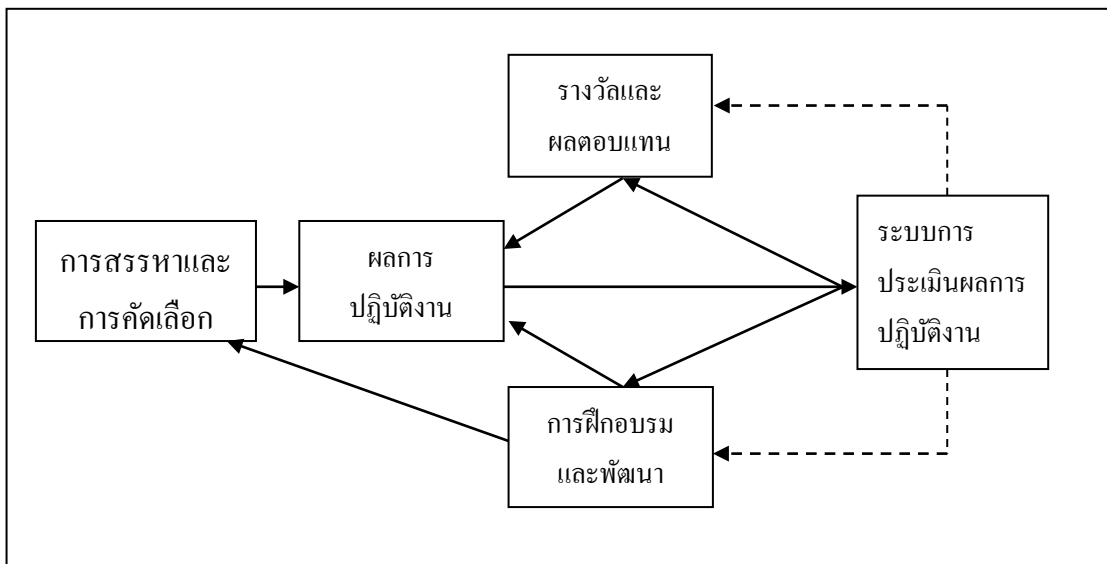 รางวัลและ
ผลตอบแทน
การสรรหาและ
การคัดเลือก
ผลการ
ปฏิบัติงาน
ระบบการ
ประเมินผลการ
ปฏิบัติงาน
การฝึกอบรม
และพัฒนา